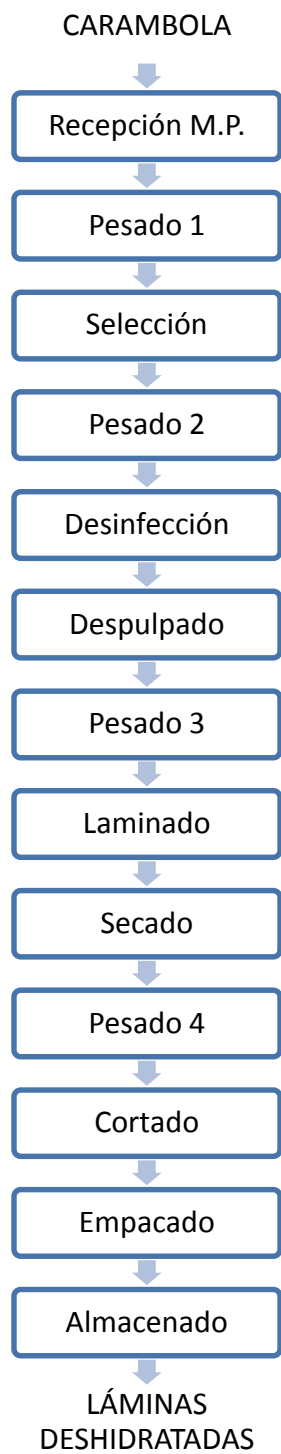 CARAMBOLA
Recepción M.P.
Pesado 1
Selección
Pesado 2
Desinfección
Despulpado
Pesado 3
Laminado
Secado
Pesado 4
Cortado
Empacado
Almacenado
LÁMINAS
DESHIDRATADAS